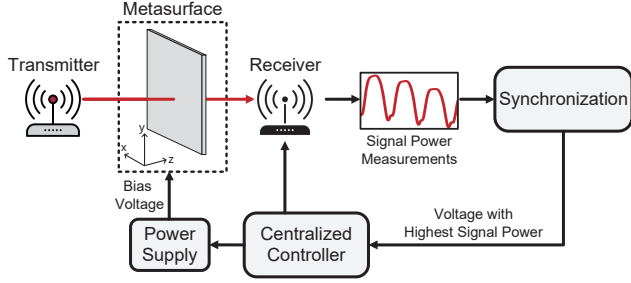 Metasurface
Transmitter
Receiver
Synchronization
Signal Power
Measurements
y
x
z
Bias
Voltage
Power
Supply
Centralized
Controller
Voltage with
Highest Signal Power